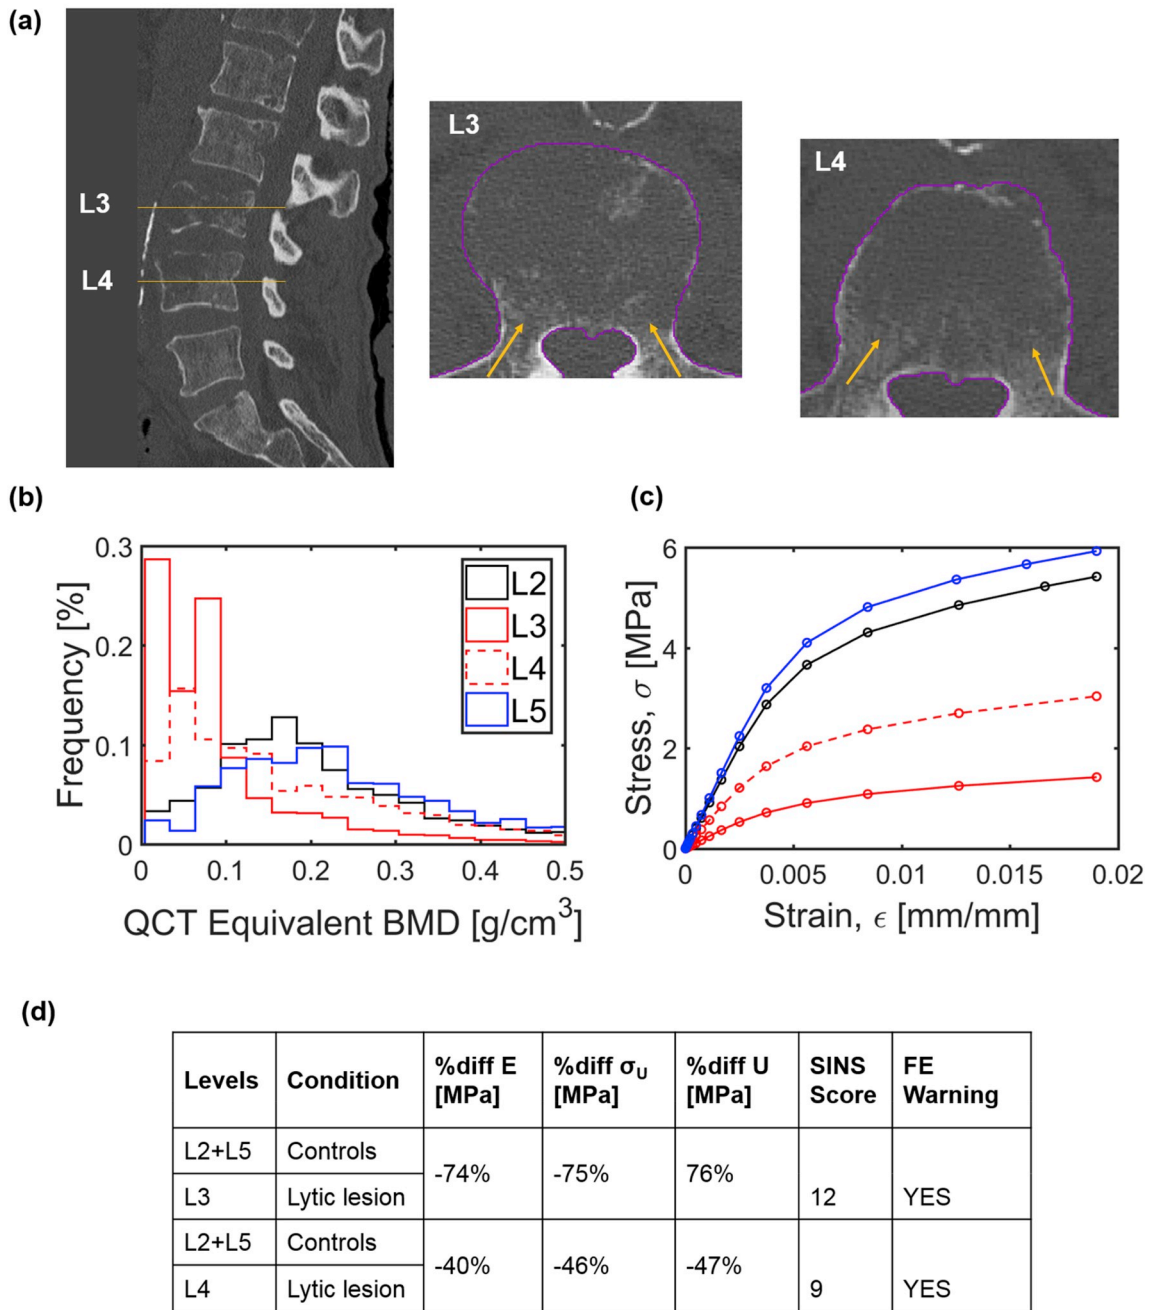 (a)
L3
L4
L3
L4
(b)
(c)
0.3
0.2
0.1
0
Frequency [%]
L2
L3
L4
L5
0 0.1 0.2 0.3 0.4 0.5
QCT Equivalent BMD [g/cm³]
6
4
2
0
Stress, σ [MPa]
0 0.005 0.01 0.015 0.02
Strain, ϵ [mm/mm]
(d)
Levels Condition %diff E [MPa] %diff σU [MPa] %diff U [MPa] SINS Score FE Warning
L2+L5 Controls
-74% -75% 76%
L3 Lytic lesion 12 YES
L2+L5 Controls
-40% -46% -47%
L4 Lytic lesion 9 YES